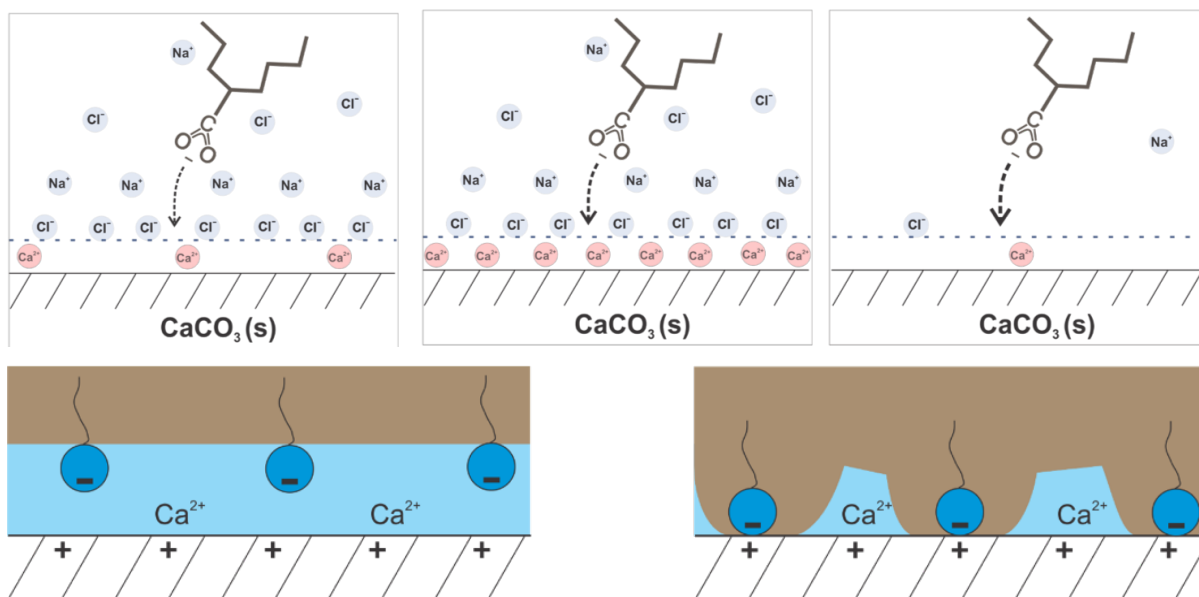 Na⁺
Cl⁻
Cl⁻ C Cl⁻
O O
−
Na⁺ Na⁺ Na⁺ Na⁺ Na⁺
Cl⁻ Cl⁻ Cl⁻ Cl⁻ Cl⁻ Cl⁻ Cl⁻
Ca²⁺ Ca²⁺ Ca²⁺
CaCO₃ (s)
Na⁺
Cl⁻
Cl⁻ C Cl⁻
O O
−
Na⁺ Na⁺ Na⁺ Na⁺ Na⁺
Cl⁻ Cl⁻ Cl⁻ Cl⁻ Cl⁻ Cl⁻ Cl⁻
Ca²⁺ Ca²⁺ Ca²⁺ Ca²⁺ Ca²⁺ Ca²⁺ Ca²⁺ Ca²⁺
CaCO₃ (s)
C
O O
−
Na⁺
Cl⁻
Ca²⁺
CaCO₃ (s)
− − −
Ca²⁺ Ca²⁺
+ + + + +
Ca²⁺ Ca²⁺
− − −
+ + + + +